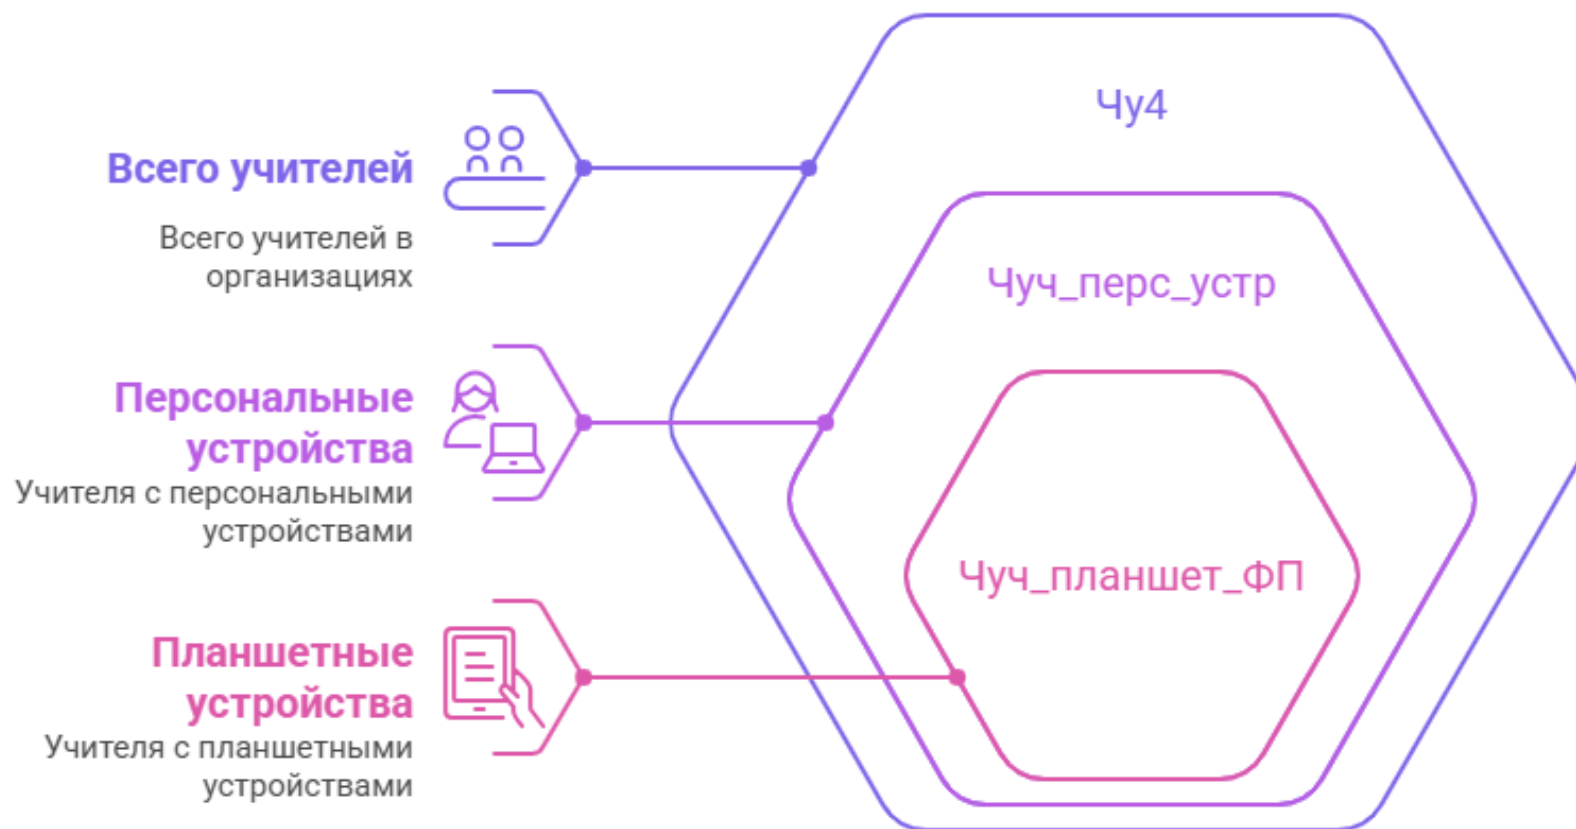 Чу4
Всего учителей
Всего учителей в
организациях
Чуч_перс_устр
Персональные
устройства
Учителя с персональными
устройствами
Чуч_планшет_ФП
Планшетные
устройства
Учителя с планшетными
устройствами